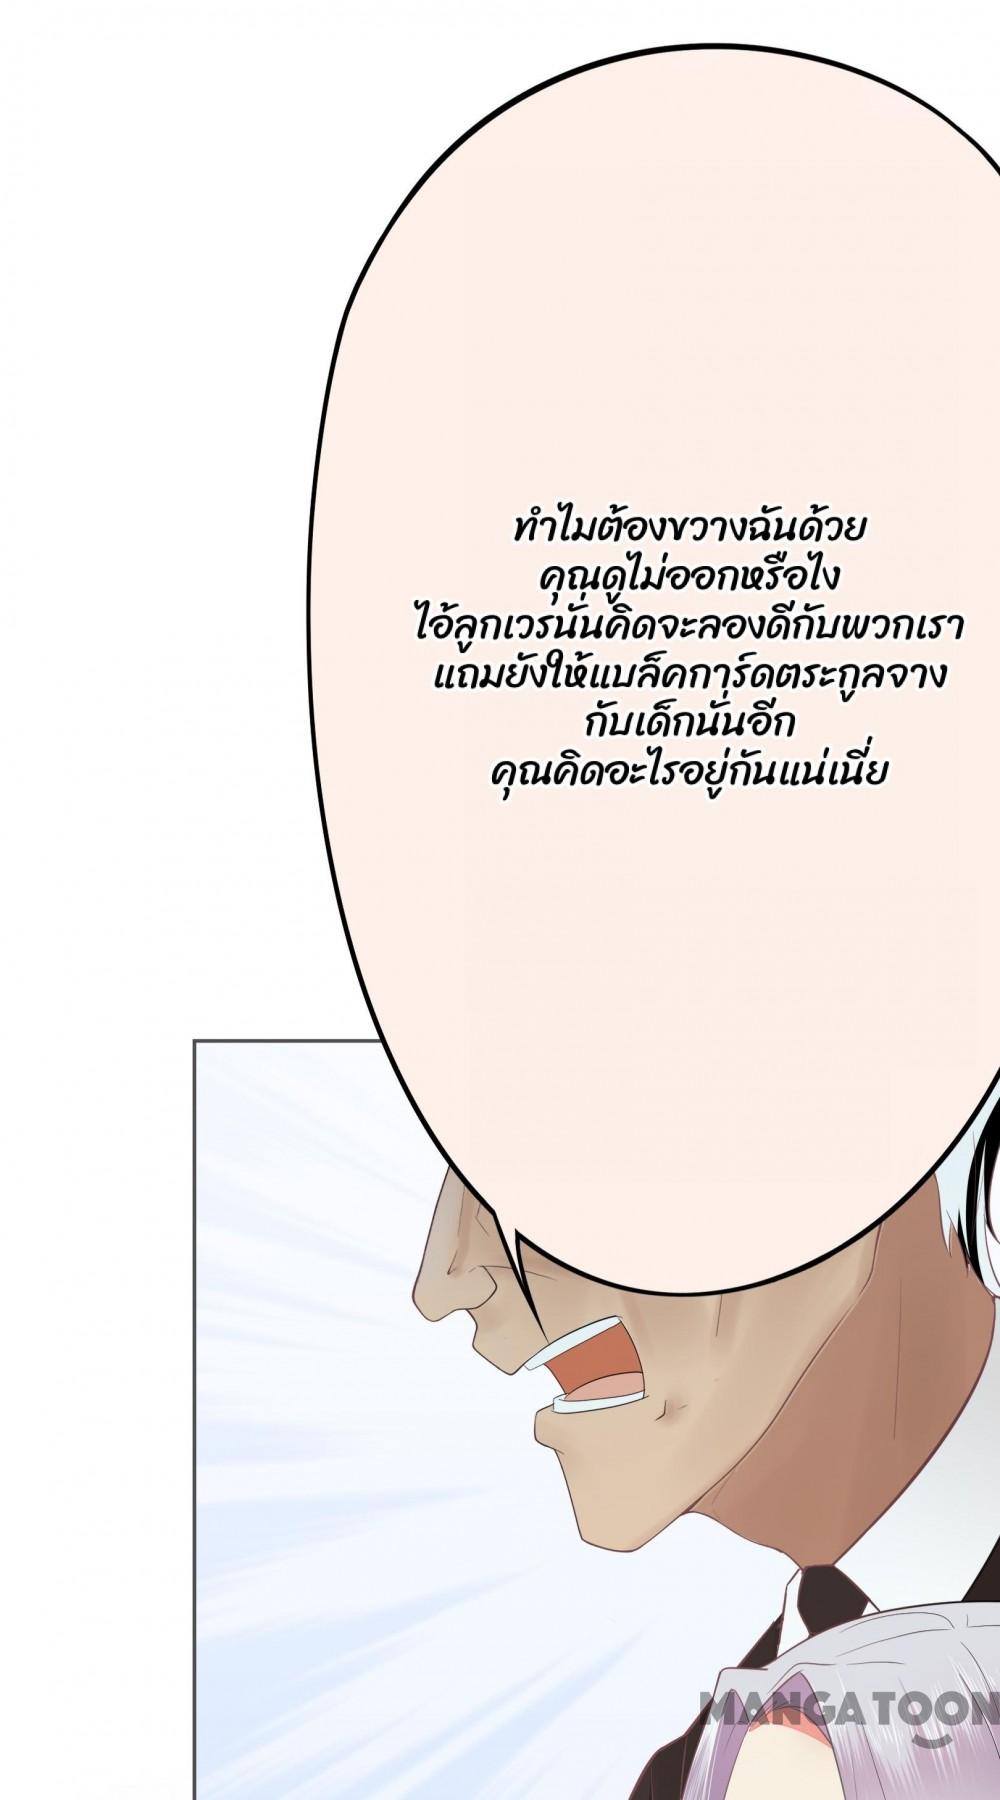 ทำไมต้องขวางฉันด้วย
คุณดูไม่ออกหรือไง
ไอ้ลูกเวรนั่นคิดจะลองดีกับพวกเรา
แถมยังให้แบล็คการ์ดตระกูลจาง
กับเด็กนั่นอีก
คุณคิดอะไรอยู่กันแน่เนี่ย
MANGATOON